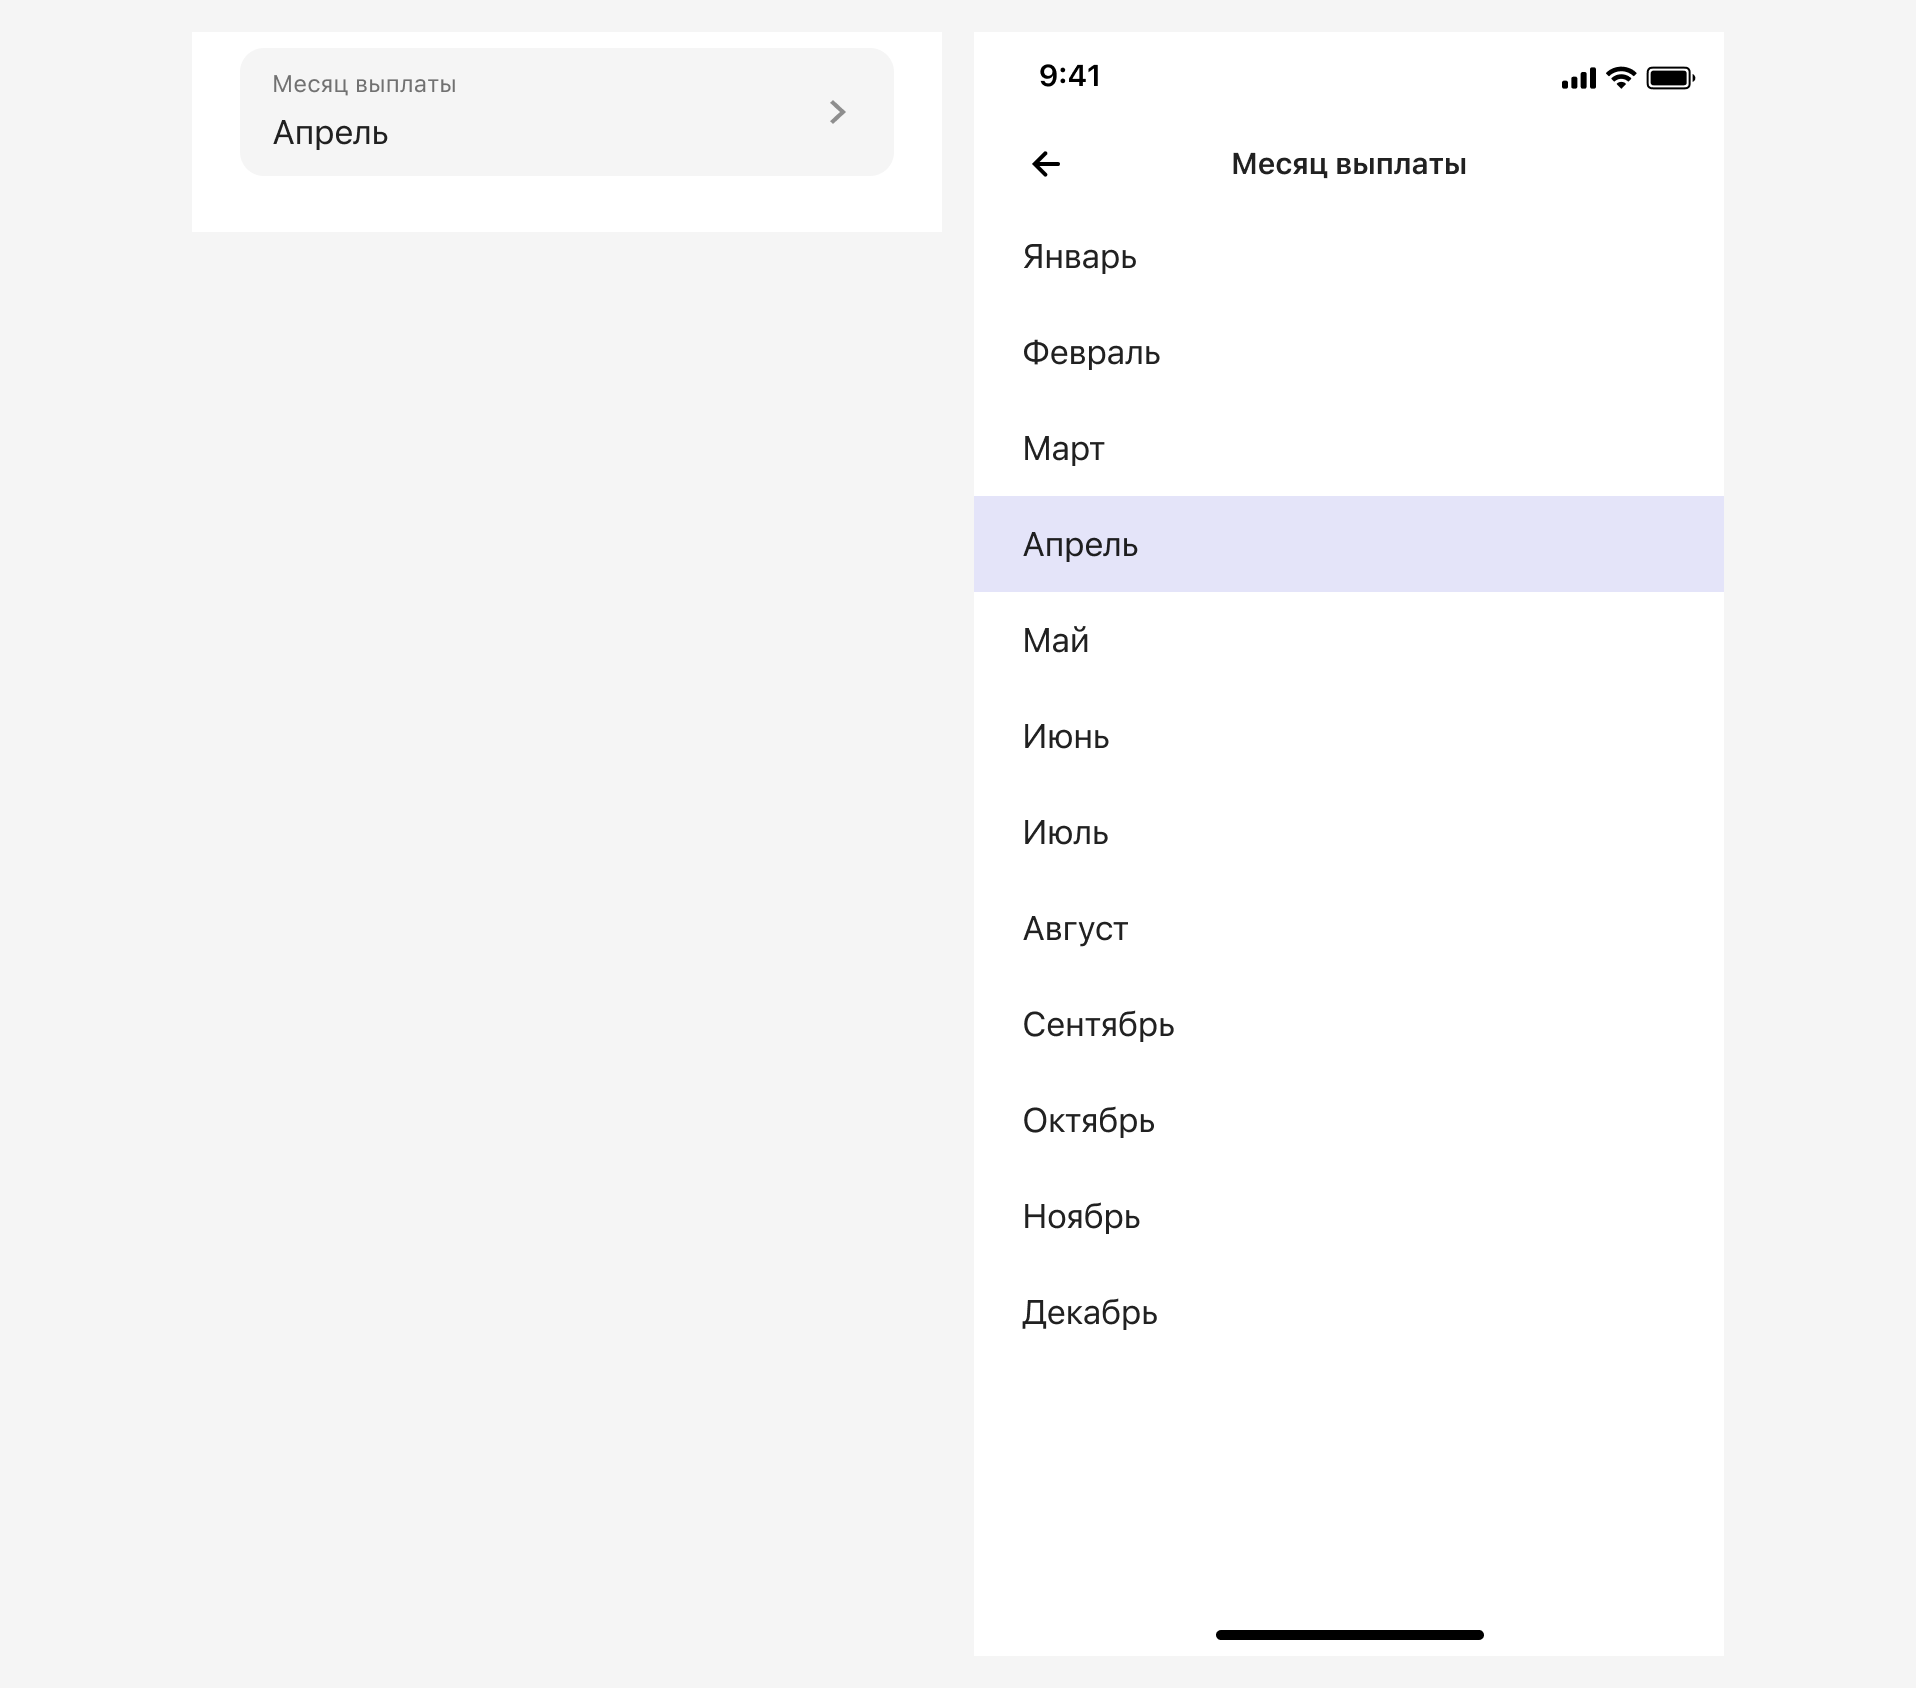 Месяц выплаты
Апрель
9:41
Месяц выплаты
Январь
Февраль
Март
Апрель
Май
Июнь
Июль
Август
Сентябрь
Октябрь
Ноябрь
Декабрь